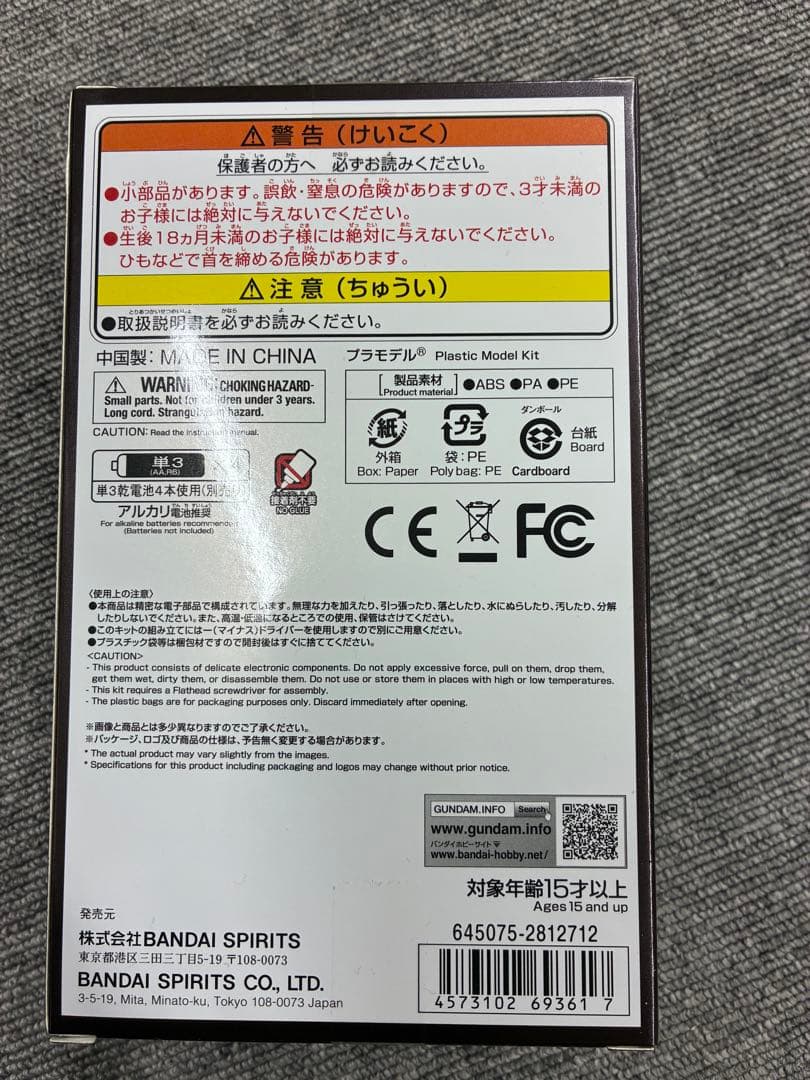 ⚠警告(けいこく)
保護者の方へ 必ずお読みください。
●小部品があります。誤飲・窒息の危険がありますので、3才未満の
お子様には絶対に与えないでください。
●生後18ヵ月未満のお子様には絶対に与えないでください。
ひもなどで首を締める危険があります。
⚠注意(ちゅうい)
●取扱説明書を必ずお読みください。
中国製:MADE IN CHINA
⚠ WARNING: CHOKING HAZARD-
Small parts. Not for children under 3 years.
Long cord. Strangulation hazard.
CAUTION: Read the instruction manual.
単3
(AA,R6)
×4
単3乾電池4本使用(別売り)
アルカリ電池推奨
For alkaline batteries recommended
(Batteries not included)
接着剤不要
NO GLUE
プラモデル® Plastic Model Kit
製品素材
Product material
●ABS ●PA ●PE
紙
外箱
Box: Paper
プラ
袋:PE
Poly bag: PE
ダンボール
台紙
Board
Cardboard
CE
FC
〈使用上の注意〉
●本商品は精密な電子部品で構成されています。無理な力を加えたり、引っ張ったり、落としたり、水にぬらしたり、汚したり、分解
したりしないでください。また、高温・低温になるところでの使用、保管はさけてください。
●このキットの組み立てには−(マイナス)ドライバーを使用しますので別にご用意ください。
●プラスチック袋等は梱包材ですので開封後はすぐに捨ててください。
<CAUTION>
- This product consists of delicate electronic components. Do not apply excessive force, pull on them, drop them,
get them wet, dirty them, or disassemble them. Do not use or store them in places with high or low temperatures.
- This kit requires a Flathead screwdriver for assembly.
- The plastic bags are for packaging purposes only. Discard immediately after opening.
※画像と商品とは多少異なりますのでご了承ください。
※パッケージ、ロゴ及び商品の仕様は、予告無く変更する場合があります。
* The actual product may vary slightly from the images.
* Specifications for this product including packaging and logos may change without prior notice.
GUNDAM.INFO Search
www.gundam.info
バンダイホビーサイト▼
www.bandai-hobby.net/
対象年齢15才以上
Ages 15 and up
発売元
株式会社BANDAI SPIRITS
東京都港区三田三丁目5-19 〒108-0073
BANDAI SPIRITS CO., LTD.
3-5-19, Mita, Minato-ku, Tokyo 108-0073 Japan
645075-2812712
4573102 69361 7